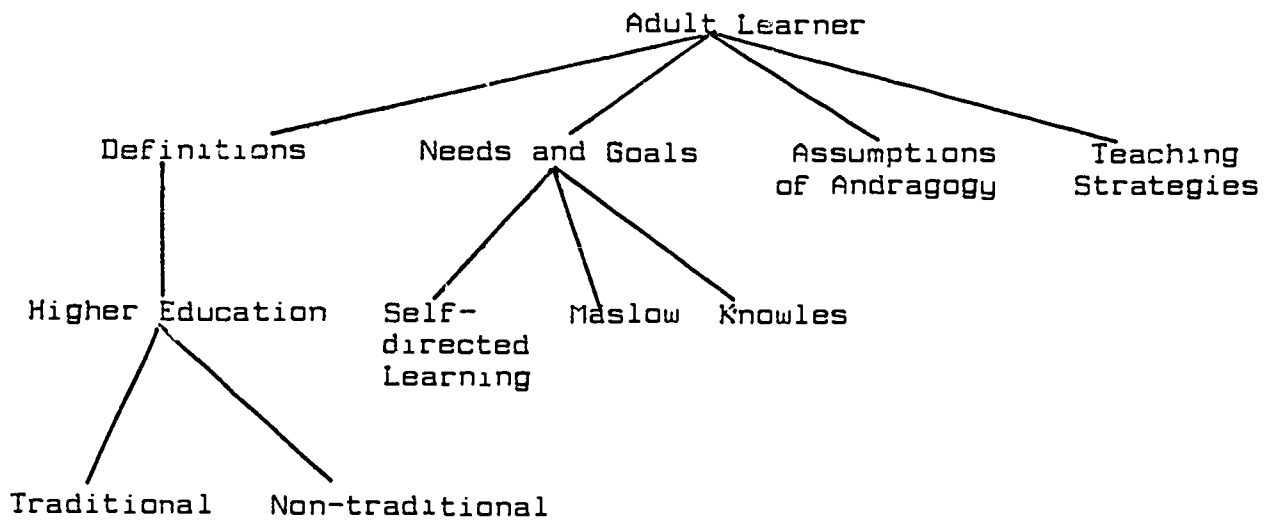 Adult Learner
Definitions Needs and Goals Assumptions Teaching
of Andragogy Strategies
Higher Education Self- Maslow Knowles
directed
Learning
Traditional Non-traditional